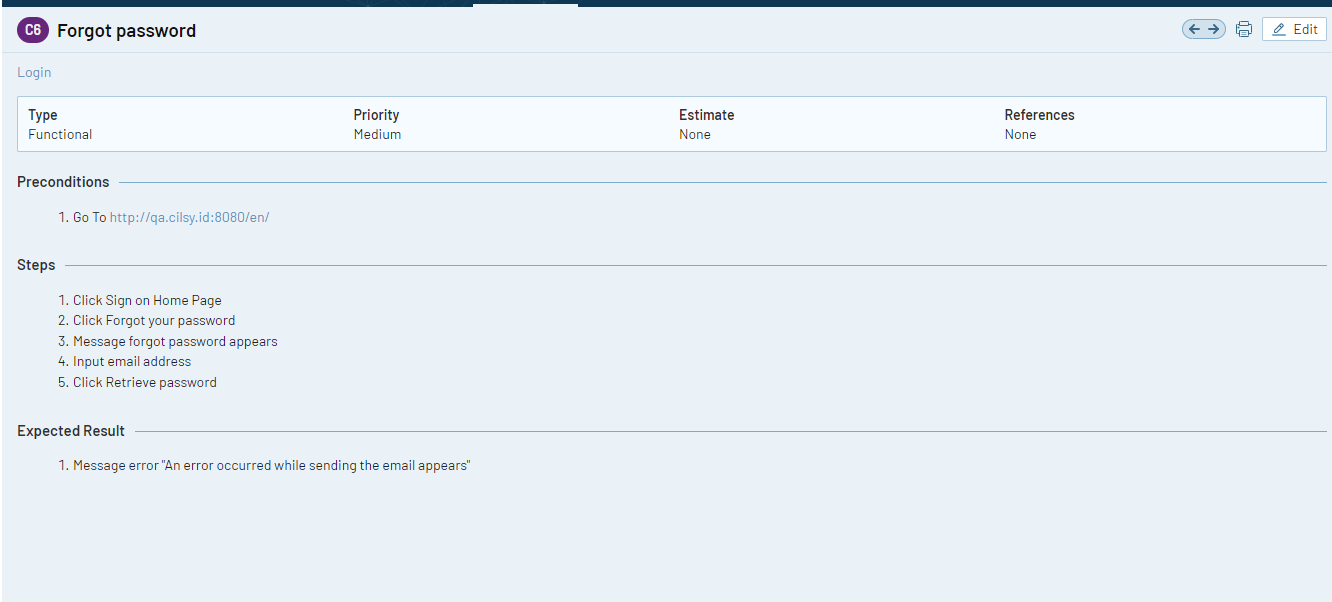 C6 Forgot password
Edit
Login
Type Priority Estimate References
Functional Medium None None
Preconditions
1. Go To http://qa.cilsy.id:8080/en/
Steps
1. Click Sign on Home Page
2. Click Forgot your password
3. Message forgot password appears
4. Input email address
5. Click Retrieve password
Expected Result
1. Message error "An error occurred while sending the email appears"